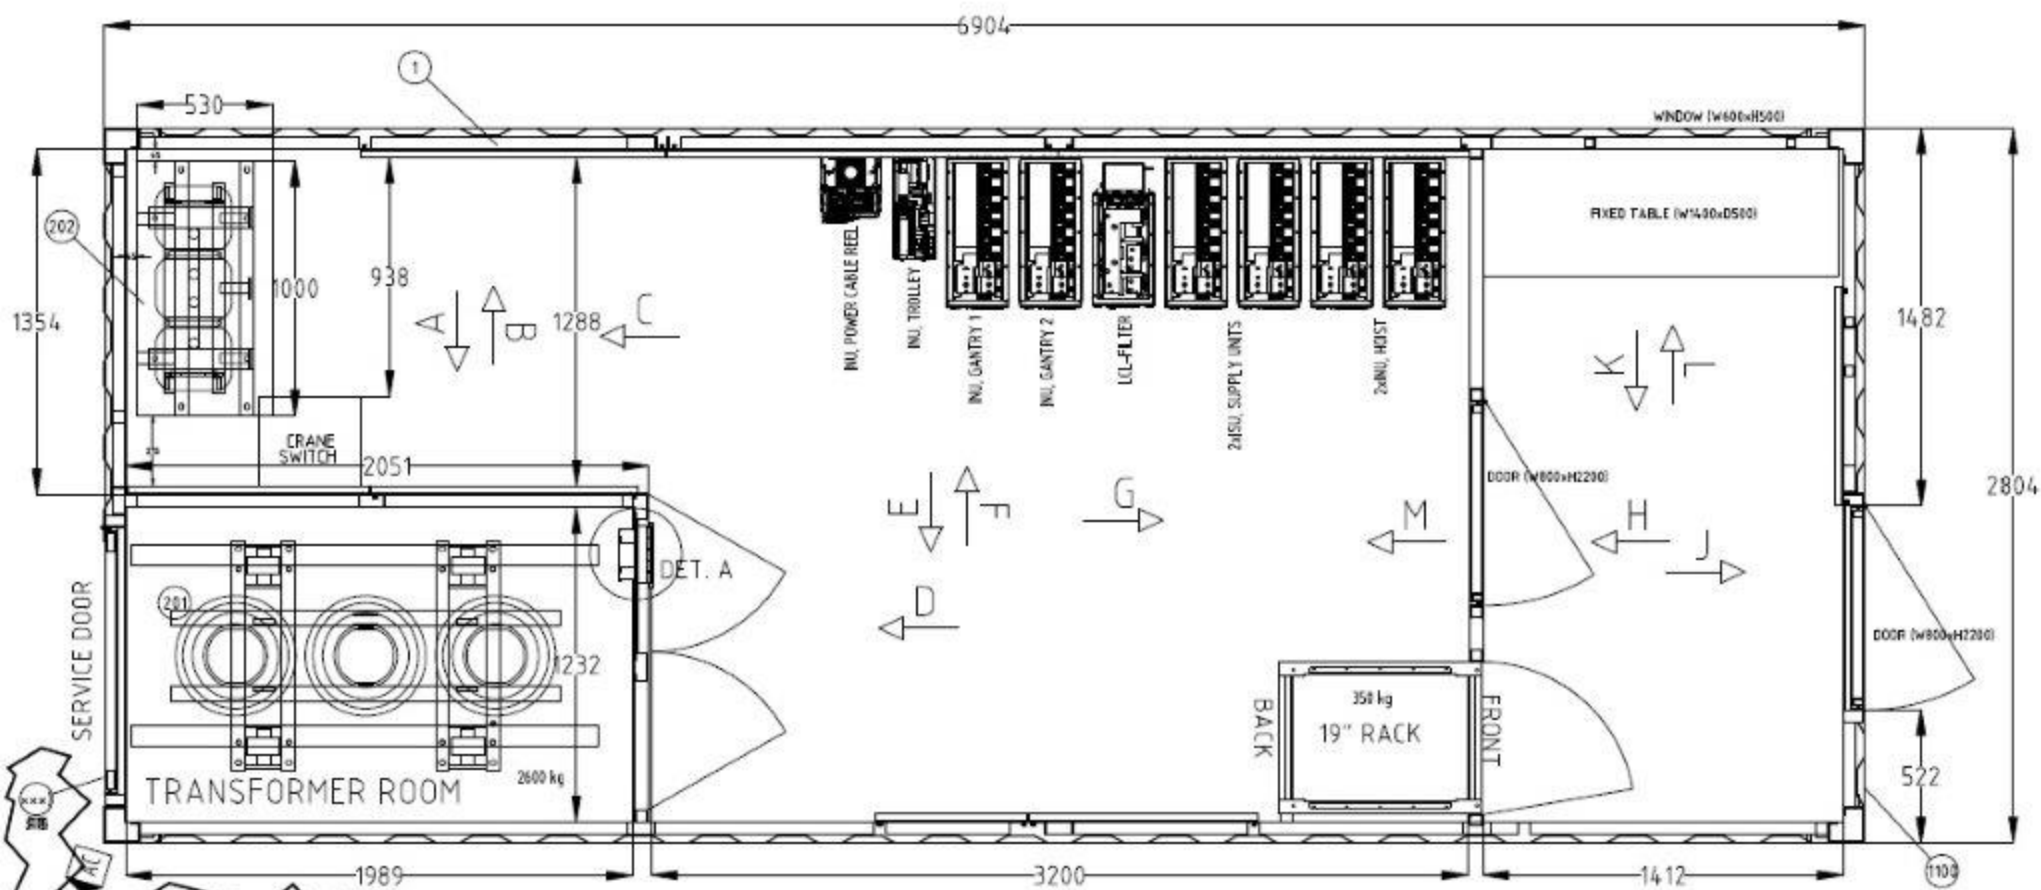 6904
530
1
WINDOW (W600xH500)
202
1354
1000
938
1288
A
B
C
CRANE
SWITCH
2051
INU, POWER CABLE REEL
INU, TROLLEY
INU, GANTRY 1
INU, GANTRY 2
LCL-FILTER
2xISU, SUPPLY UNITS
2xINU, HOIST
FIXED TABLE (W1400xD500)
K
L
1482
2804
DOOR (W800xH2200)
E
F
G
M
H
J
D
DET. A
SERVICE DOOR
201
1232
TRANSFORMER ROOM
2600 kg
BACK
350 kg
19" RACK
FRONT
DOOR (W800xH2200)
522
xxx
AC
1989
3200
1412
1100